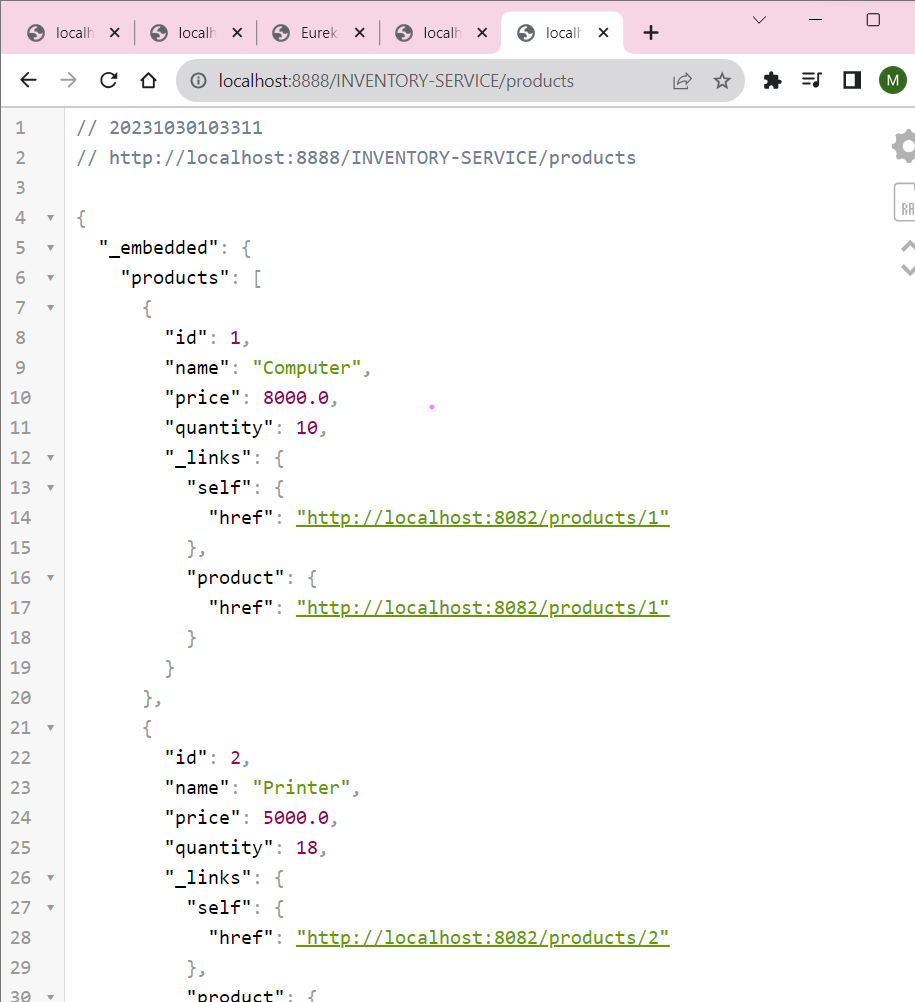 localh localh Eurek localh localh
localhost:8888/INVENTORY-SERVICE/products M
1 // 20231030103311
2 // http://localhost:8888/INVENTORY-SERVICE/products
3
4 {
5 "_embedded": {
6 "products": [
7 {
8 "id": 1,
9 "name": "Computer",
10 "price": 8000.0,
11 "quantity": 10,
12 "_links": {
13 "self": {
14 "href": "http://localhost:8082/products/1"
15 },
16 "product": {
17 "href": "http://localhost:8082/products/1"
18 }
19 }
20 },
21 {
22 "id": 2,
23 "name": "Printer",
24 "price": 5000.0,
25 "quantity": 18,
26 "_links": {
27 "self": {
28 "href": "http://localhost:8082/products/2"
29 },
30 "product": {